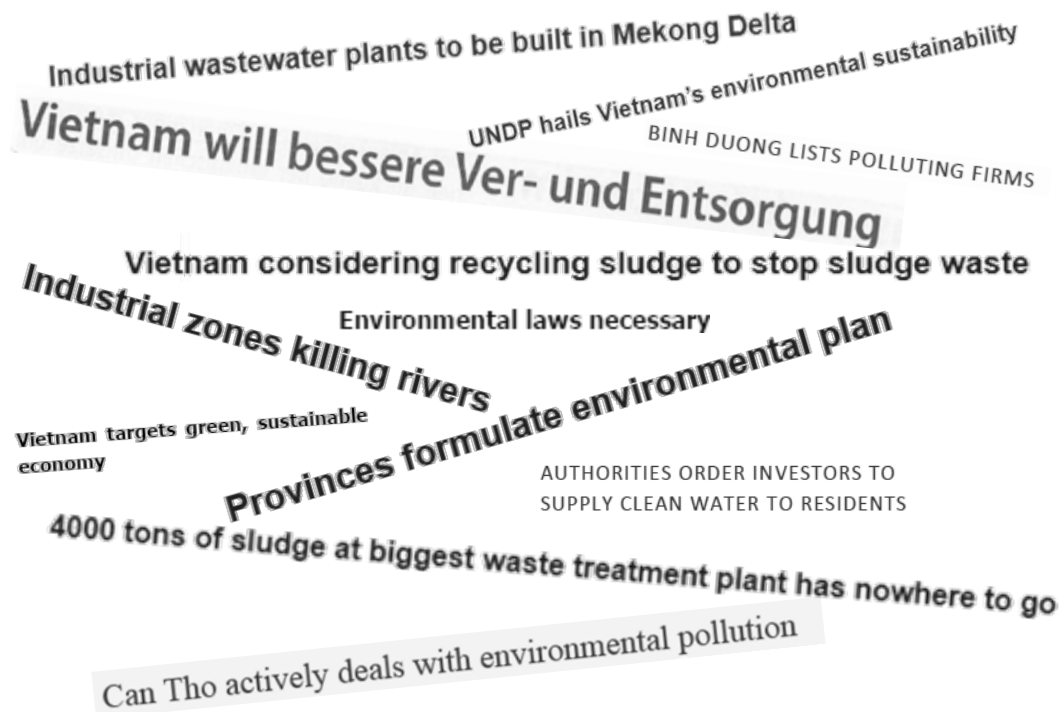 Industrial wastewater plants to be built in Mekong Delta
UNDP hails Vietnam's environmental sustainability
Vietnam will bessere Ver- und Entsorgung
BINH DUONG LISTS POLLUTING FIRMS
Vietnam considering recycling sludge to stop sludge waste
Industrial zones killing rivers
Environmental laws necessary
Provinces formulate environmental plan
Vietnam targets green, sustainable
economy
AUTHORITIES ORDER INVESTORS TO
SUPPLY CLEAN WATER TO RESIDENTS
4000 tons of sludge at biggest waste treatment plant has nowhere to go
Can Tho actively deals with environmental pollution